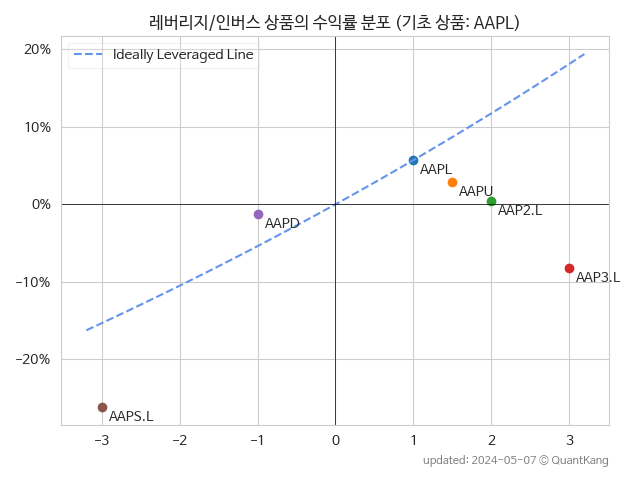 레버리지/인버스 상품의 수익률 분포 (기초 상품: AAPL)
20%
Ideally Leveraged Line
10%
AAPL
AAPU
0%
AAP2.L
AAPD
−10%
AAP3.L
−20%
AAPS.L
−3 −2 −1 0 1 2 3
updated: 2024-05-07 © QuantKang